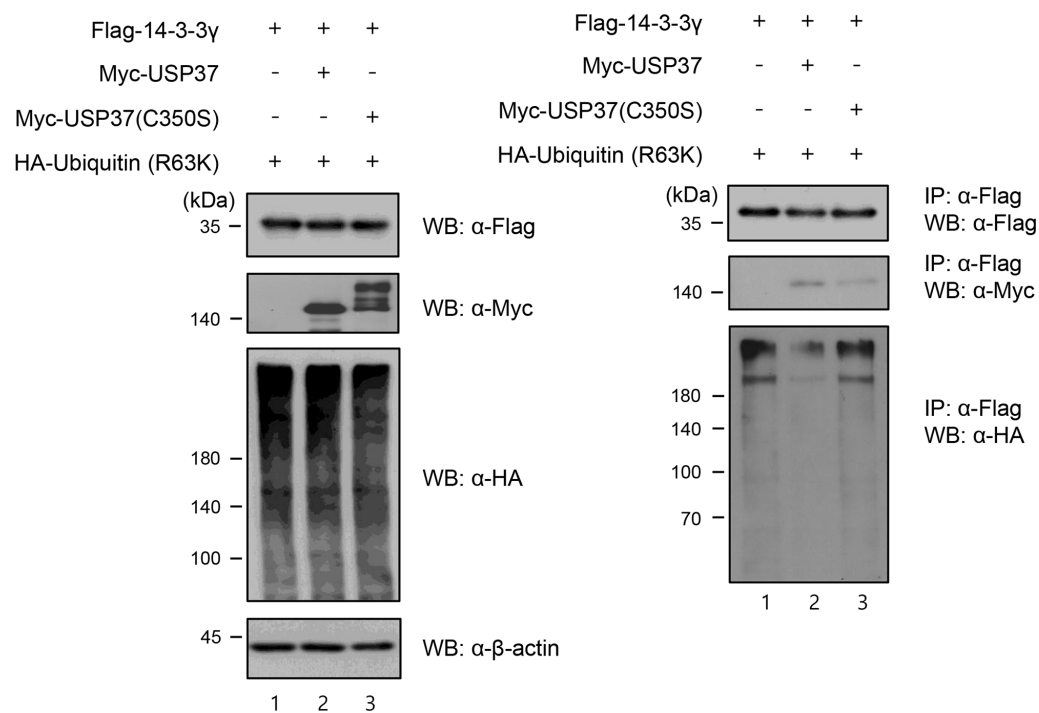 Flag-14-3-3γ + + +
Myc-USP37 - + -
Myc-USP37(C350S) - - +
HA-Ubiquitin (R63K) + + +
(kDa)
35
WB: α-Flag
140
WB: α-Myc
180
140
100
WB: α-HA
45
WB: α-β-actin
1 2 3
Flag-14-3-3γ + + +
Myc-USP37 - + -
Myc-USP37(C350S) - - +
HA-Ubiquitin (R63K) + + +
(kDa)
35
IP: α-Flag
WB: α-Flag
140
IP: α-Flag
WB: α-Myc
180
140
100
70
IP: α-Flag
WB: α-HA
1 2 3